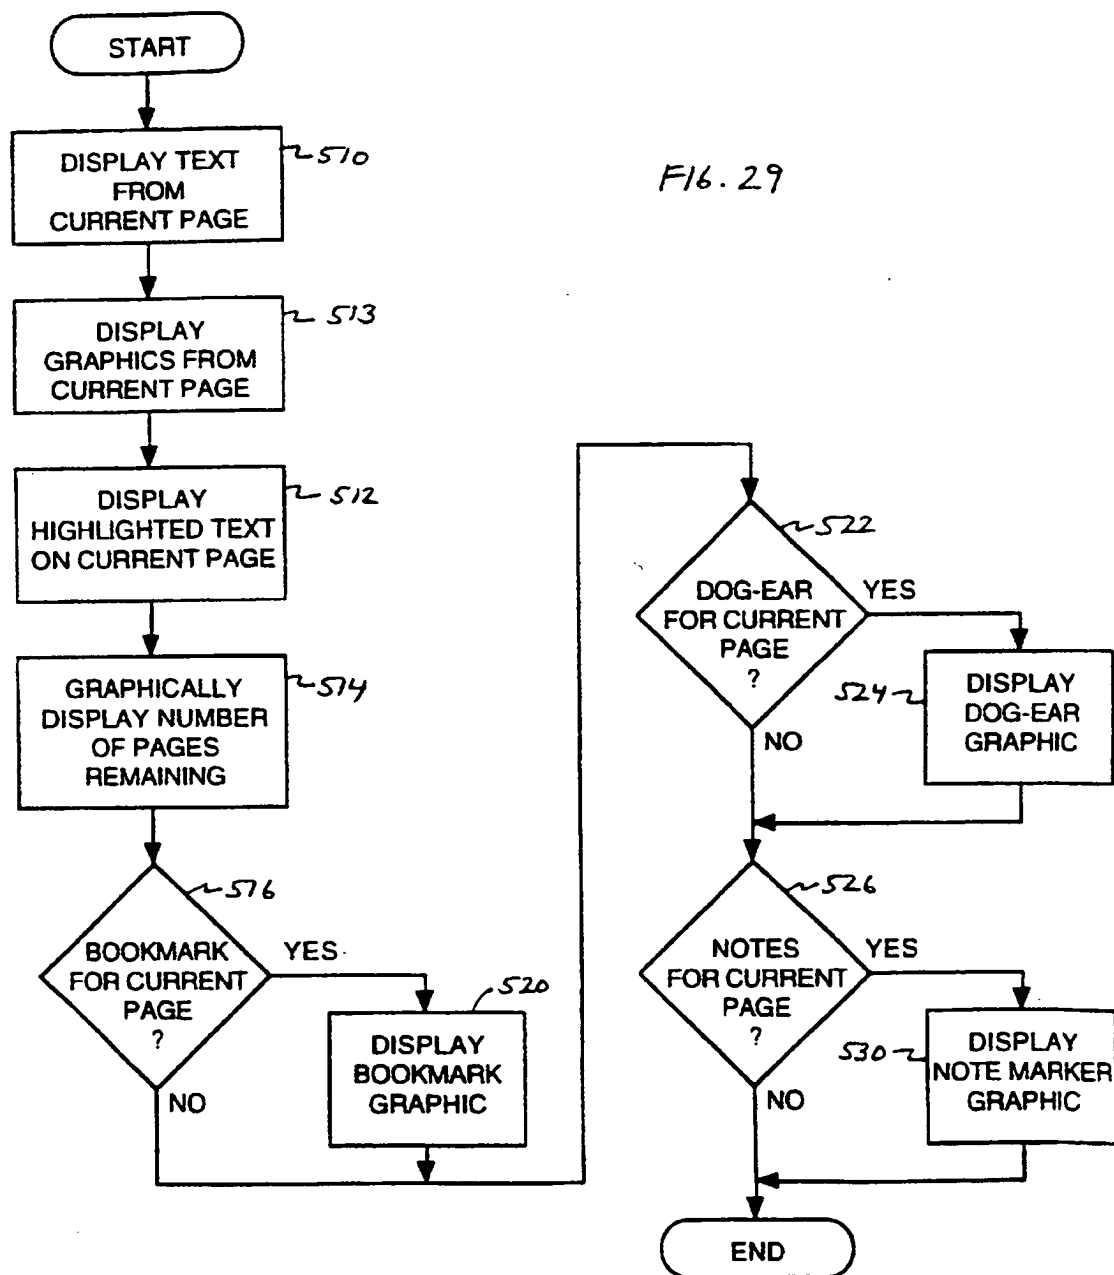 START
DISPLAY TEXT
FROM
CURRENT PAGE
510
FIG. 29
DISPLAY
GRAPHICS FROM
CURRENT PAGE
513
DISPLAY
HIGHLIGHTED TEXT
ON CURRENT PAGE
512
GRAPHICALLY
DISPLAY NUMBER
OF PAGES
REMAINING
514
516
BOOKMARK
FOR CURRENT
PAGE
?
YES
NO
520
DISPLAY
BOOKMARK
GRAPHIC
522
DOG-EAR
FOR CURRENT
PAGE
?
YES
NO
524
DISPLAY
DOG-EAR
GRAPHIC
526
NOTES
FOR CURRENT
PAGE
?
YES
NO
530
DISPLAY
NOTE MARKER
GRAPHIC
END